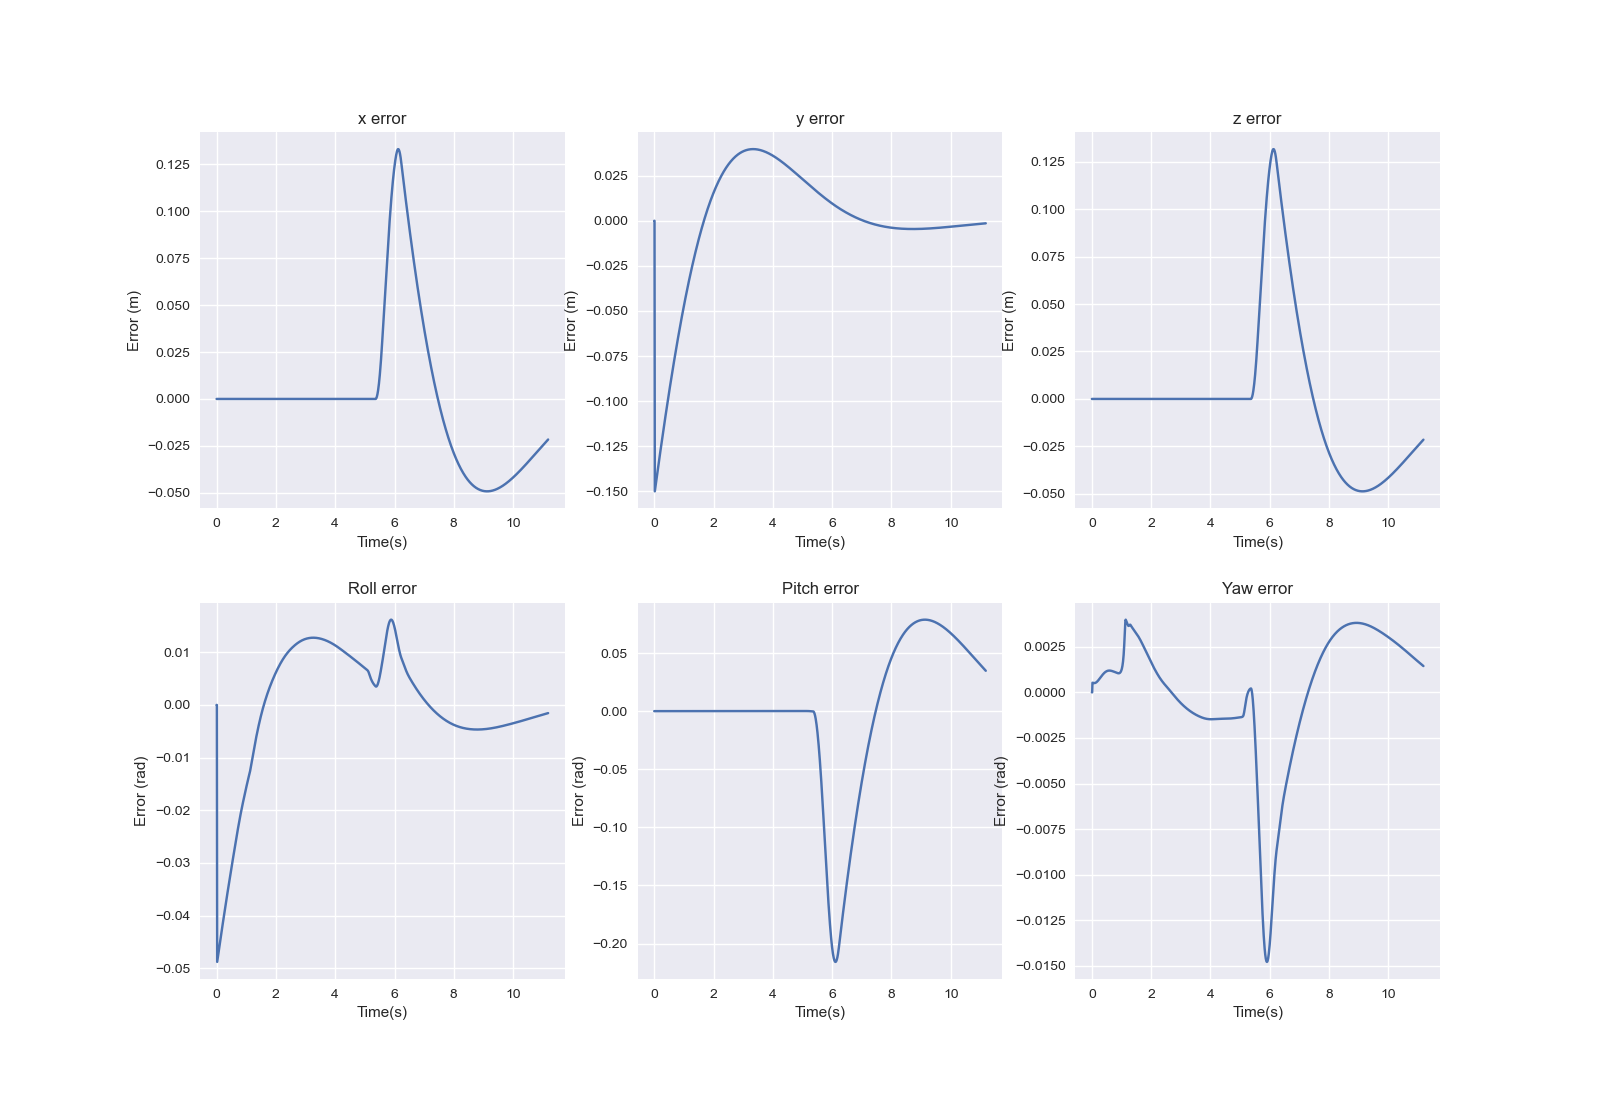 x error
0.125
0.100
0.075
0.050
0.025
0.000
−0.025
−0.050
Error (m)
0 2 4 6 8 10
Time(s)
y error
0.025
0.000
−0.025
−0.050
−0.075
−0.100
−0.125
−0.150
Error (m)
0 2 4 6 8 10
Time(s)
z error
0.125
0.100
0.075
0.050
0.025
0.000
−0.025
−0.050
Error (m)
0 2 4 6 8 10
Time(s)
Roll error
0.01
0.00
−0.01
−0.02
−0.03
−0.04
−0.05
Error (rad)
0 2 4 6 8 10
Time(s)
Pitch error
0.05
0.00
−0.05
−0.10
−0.15
−0.20
Error (rad)
0 2 4 6 8 10
Time(s)
Yaw error
0.0025
0.0000
−0.0025
−0.0050
−0.0075
−0.0100
−0.0125
−0.0150
Error (rad)
0 2 4 6 8 10
Time(s)